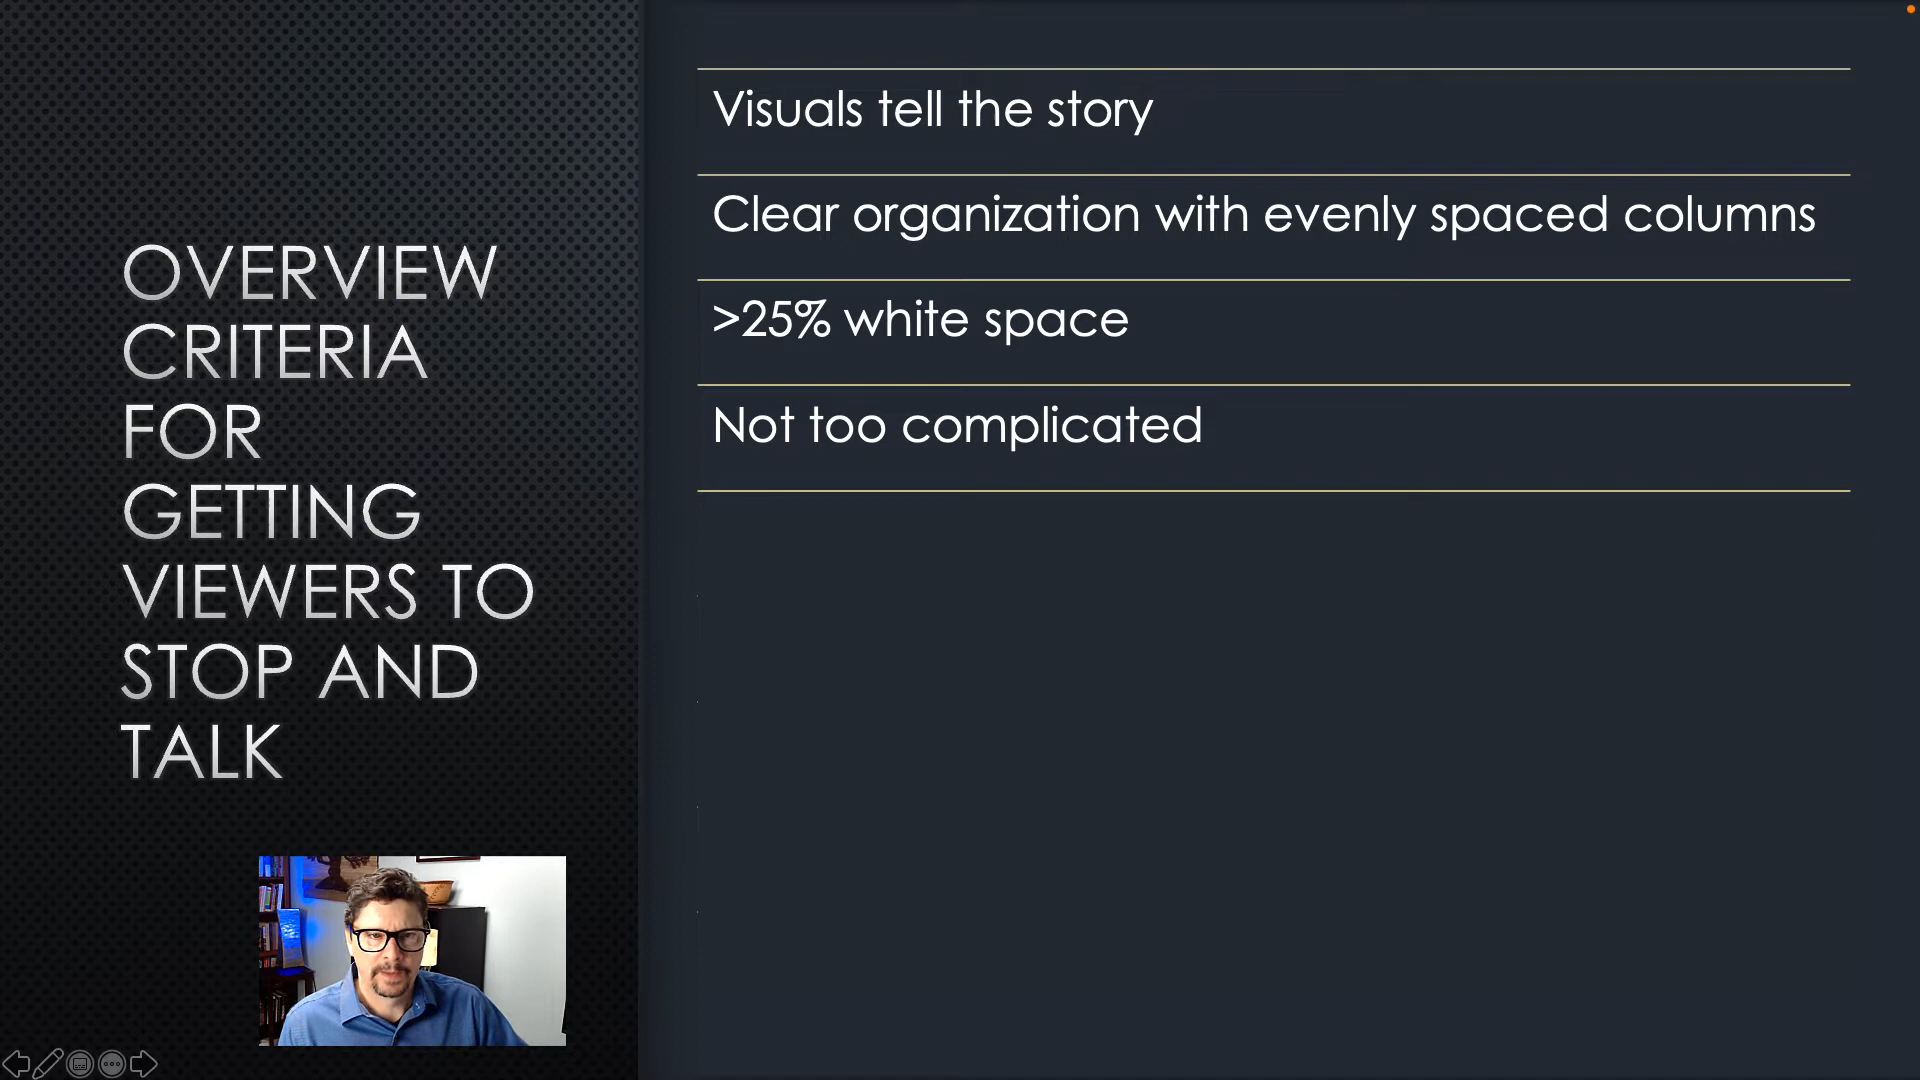 OVERVIEW
CRITERIA
FOR
GETTING
VIEWERS TO
STOP AND
TALK
Visuals tell the story
Clear organization with evenly spaced columns
>25% white space
Not too complicated